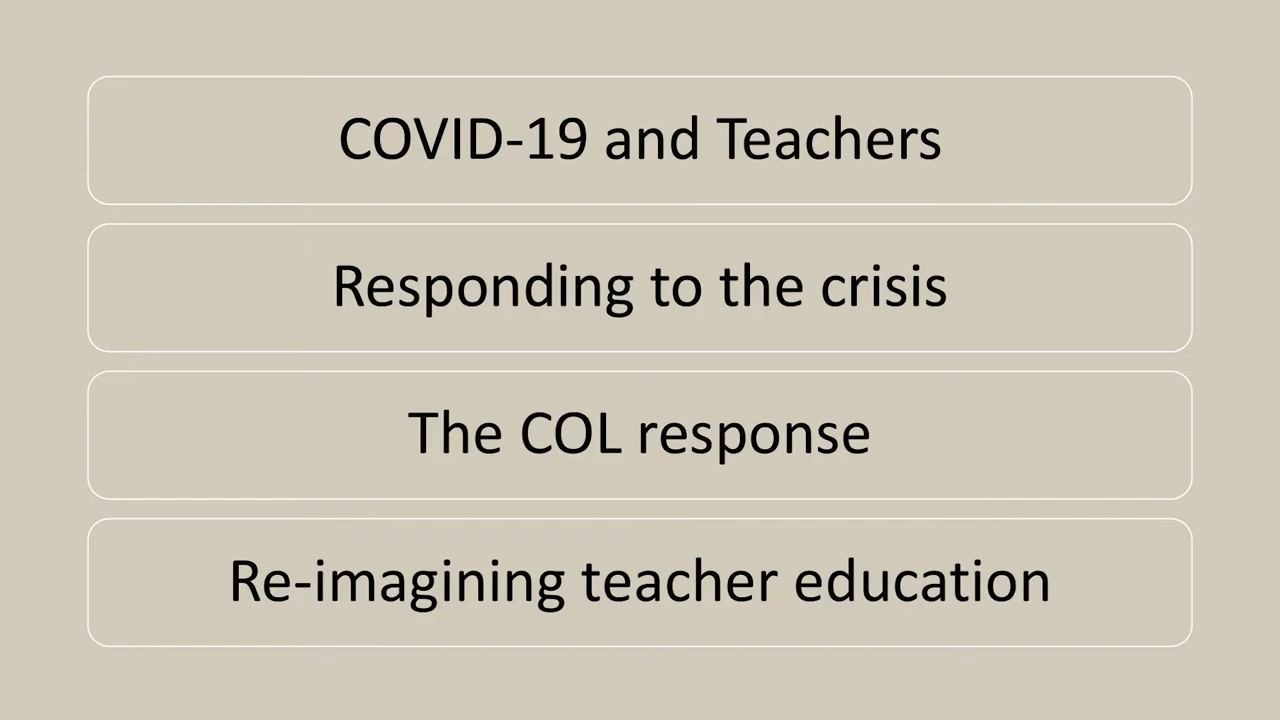 COVID-19 and Teachers
Responding to the crisis
The COL response
Re-imagining teacher education